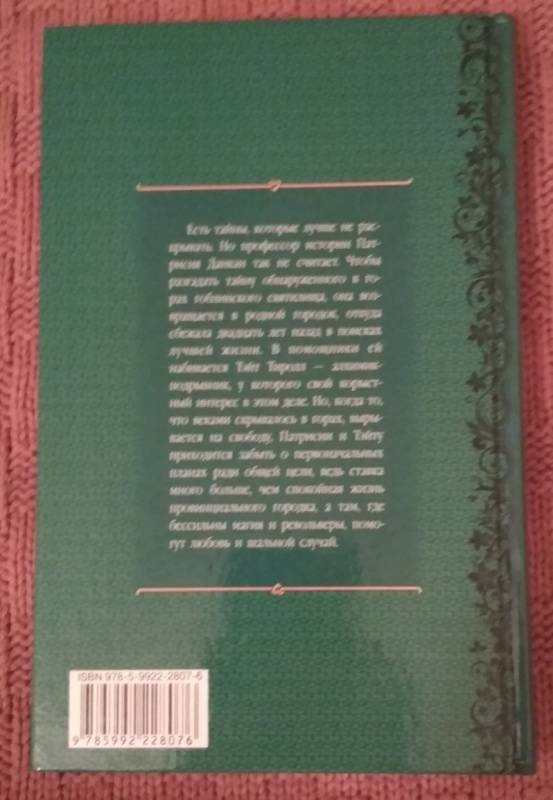 Есть тайны, которые лучше не рас-
крывать. Но профессор истории Пат-
рисия Данкан так не считает. Чтобы
разгадать тайну обнаруженного в го-
рах гоблинского святилища, она воз-
вращается в родной городок, откуда
сбежала двадцать лет назад в поисках
лучшей жизни. В помощники ей
набивается Тэйт Тиролл — алхимик-
подрывник, у которого свой корыст-
ный интерес в этом деле. Но, когда то,
что веками скрывалось в горах, выры-
вается на свободу, Патрисии и Тэйту
приходится забыть о первоначальных
планах ради общей цели, ведь ставка
много больше, чем спокойная жизнь
провинциального городка, а там, где
бессильны магия и револьверы, помо-
гут любовь и шальной случай.
ISBN 978-5-9922-2807-6
9 785992 228076